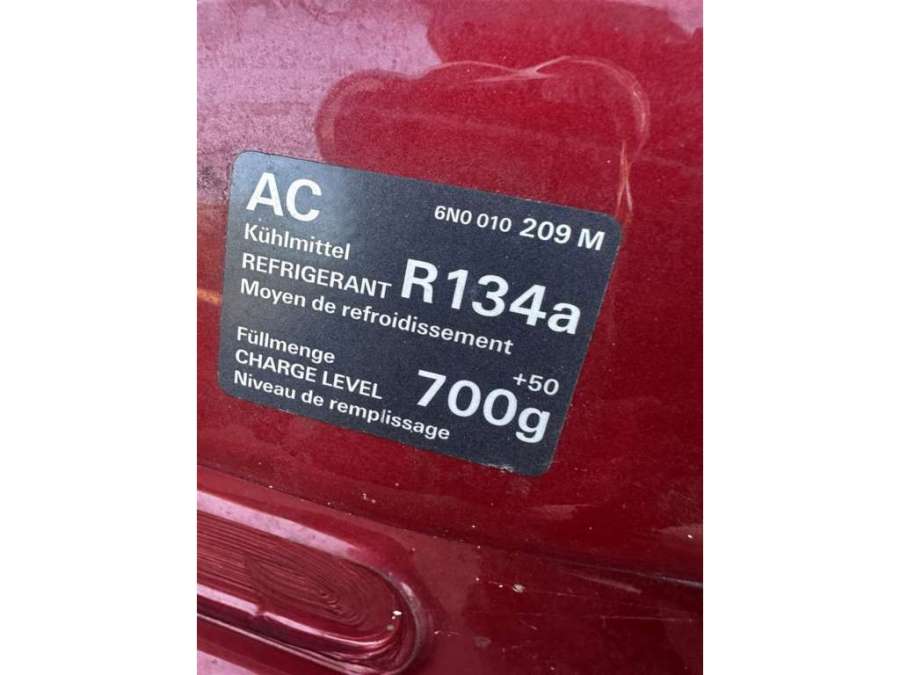 AC
6N0 010 209 M
Kühlmittel
REFRIGERANT R134a
Moyen de refroidissement
Füllmenge
+50
CHARGE LEVEL 700g
Niveau de remplissage